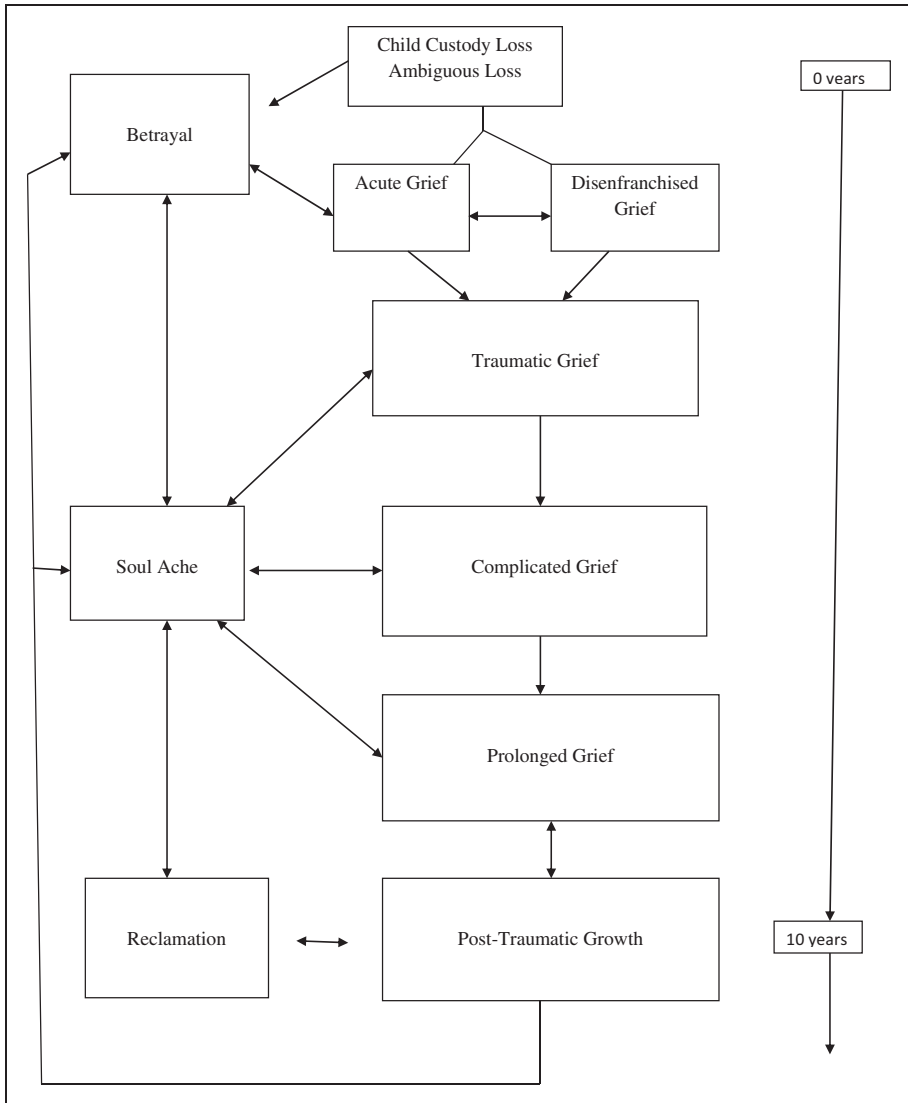 Child Custody Loss
Ambiguous Loss
0 years
Betrayal
Acute Grief
Disenfranchised
Grief
Traumatic Grief
Soul Ache
Complicated Grief
Prolonged Grief
Reclamation
Post-Traumatic Growth
10 years